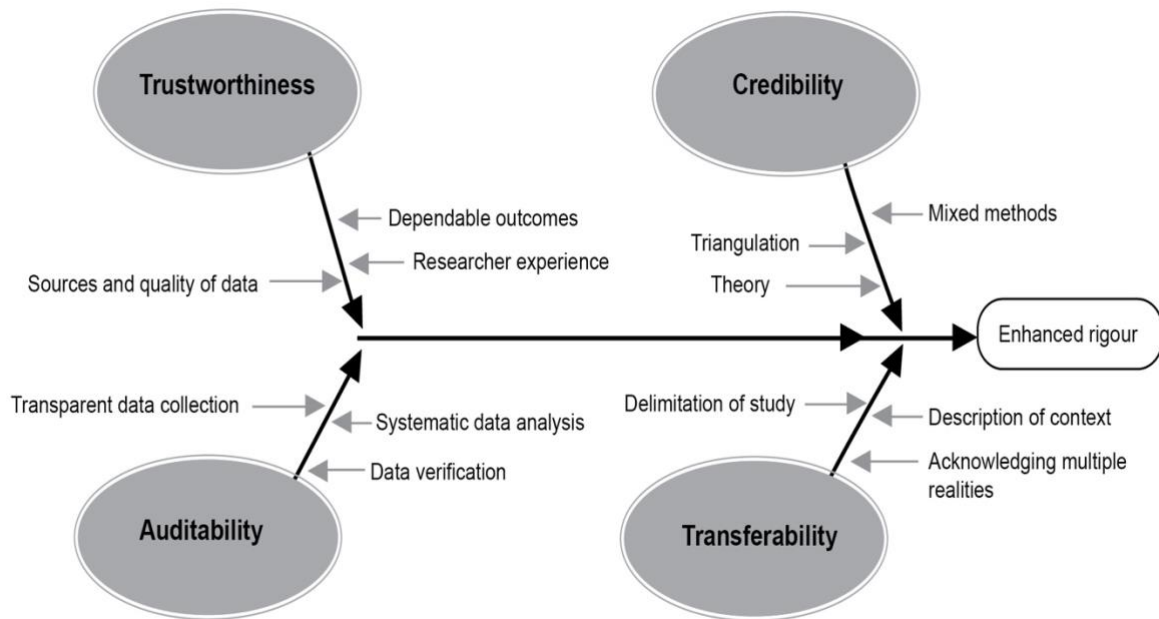 Trustworthiness
Credibility
Dependable outcomes
Mixed methods
Triangulation
Researcher experience
Sources and quality of data
Theory
Enhanced rigour
Transparent data collection
Delimitation of study
Systematic data analysis
Description of context
Data verification
Acknowledging multiple
realities
Auditability
Transferability